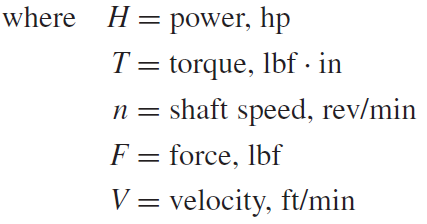 where H = power, hp
T = torque, lbf · in
n = shaft speed, rev/min
F = force, lbf
V = velocity, ft/min